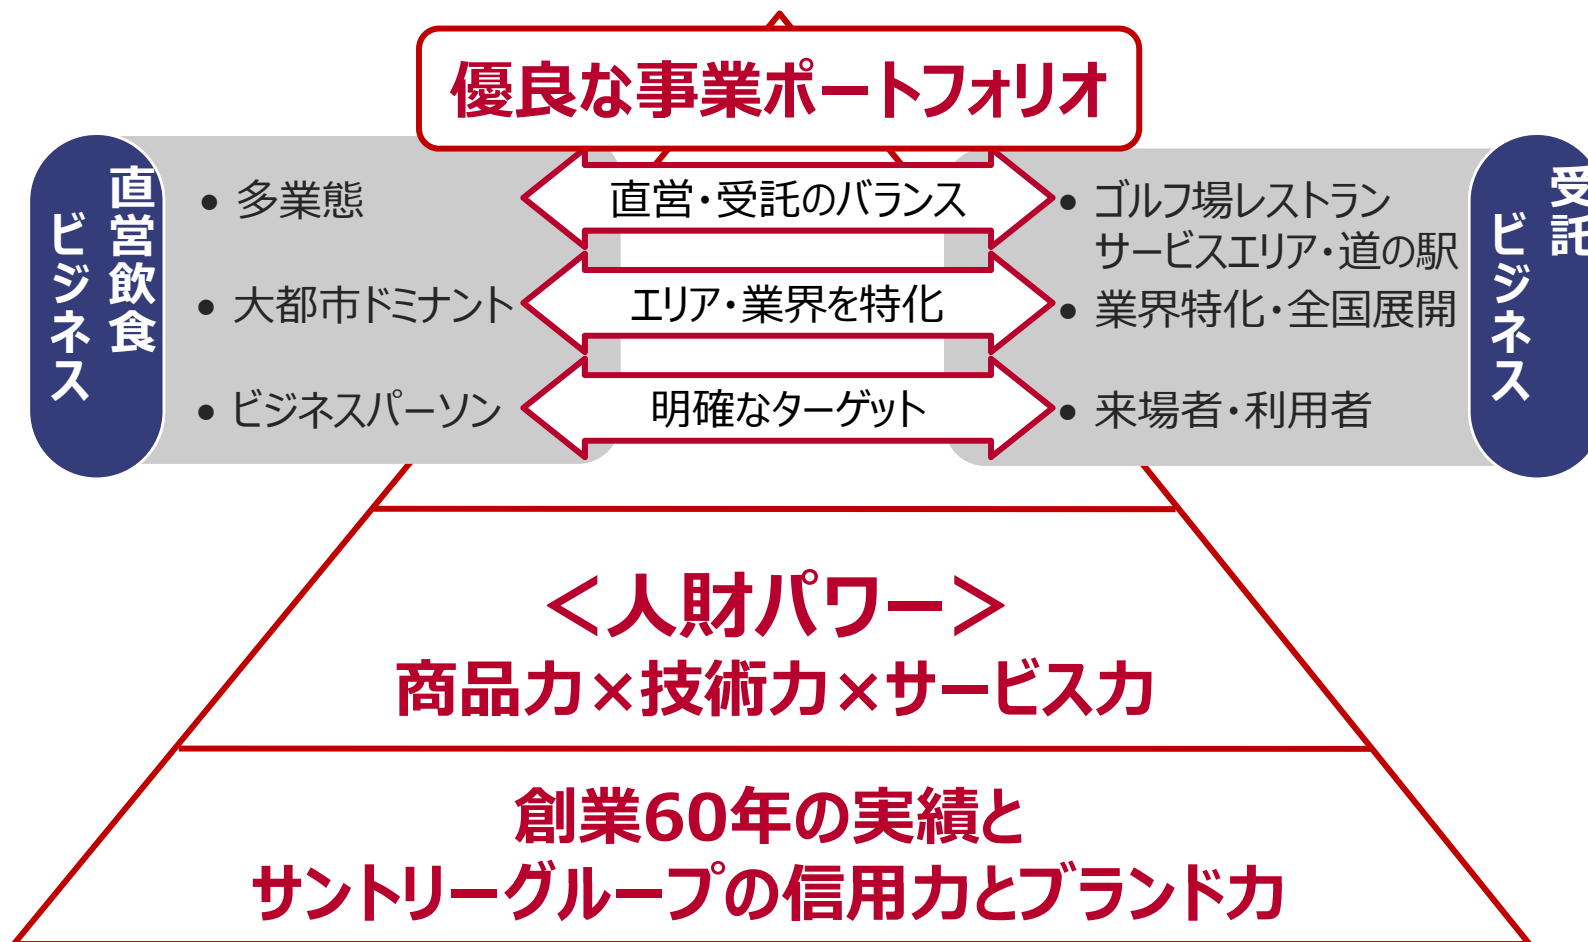 優良な事業ポートフォリオ
直営飲食
ビジネス
• 多業態
直営・受託のバランス
• ゴルフ場レストラン
サービスエリア・道の駅
• 大都市ドミナント
エリア・業界を特化
• 業界特化・全国展開
• ビジネスパーソン
明確なターゲット
• 来場者・利用者
受託
ビジネス
＜人財パワー＞
商品力×技術力×サービス力
創業60年の実績と
サントリーグループの信用力とブランド力